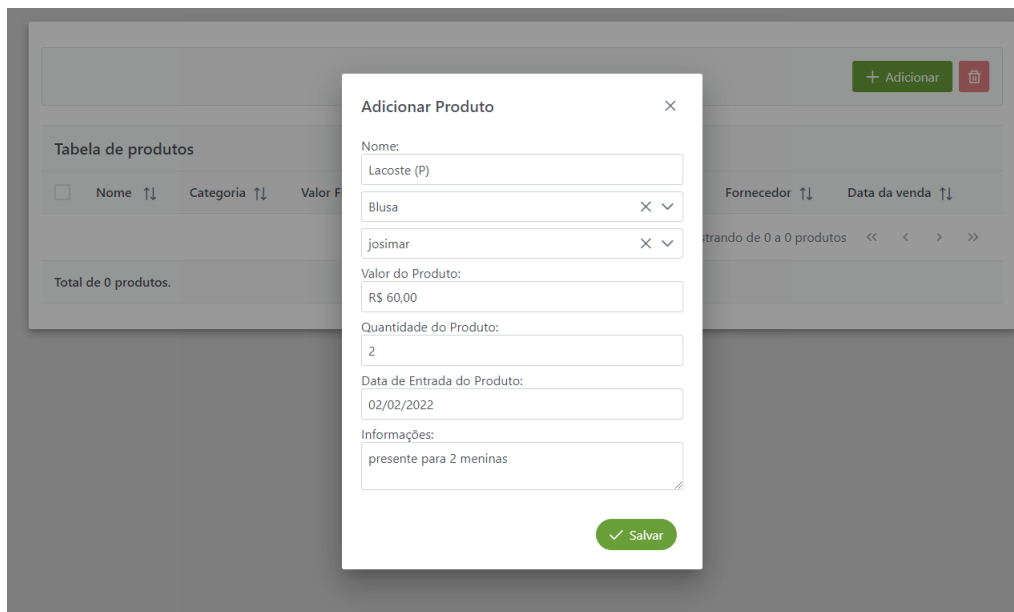 Adicionar
Adicionar Produto
Tabela de produtos
Nome:
Lacoste (P)
Nome Categoria Valor F Fornecedor Data da venda
Blusa
strando de 0 a 0 produtos
josimar
Valor do Produto:
Total de 0 produtos.
R$ 60,00
Quantidade do Produto:
2
Data de Entrada do Produto:
02/02/2022
Informações:
presente para 2 meninas
Salvar